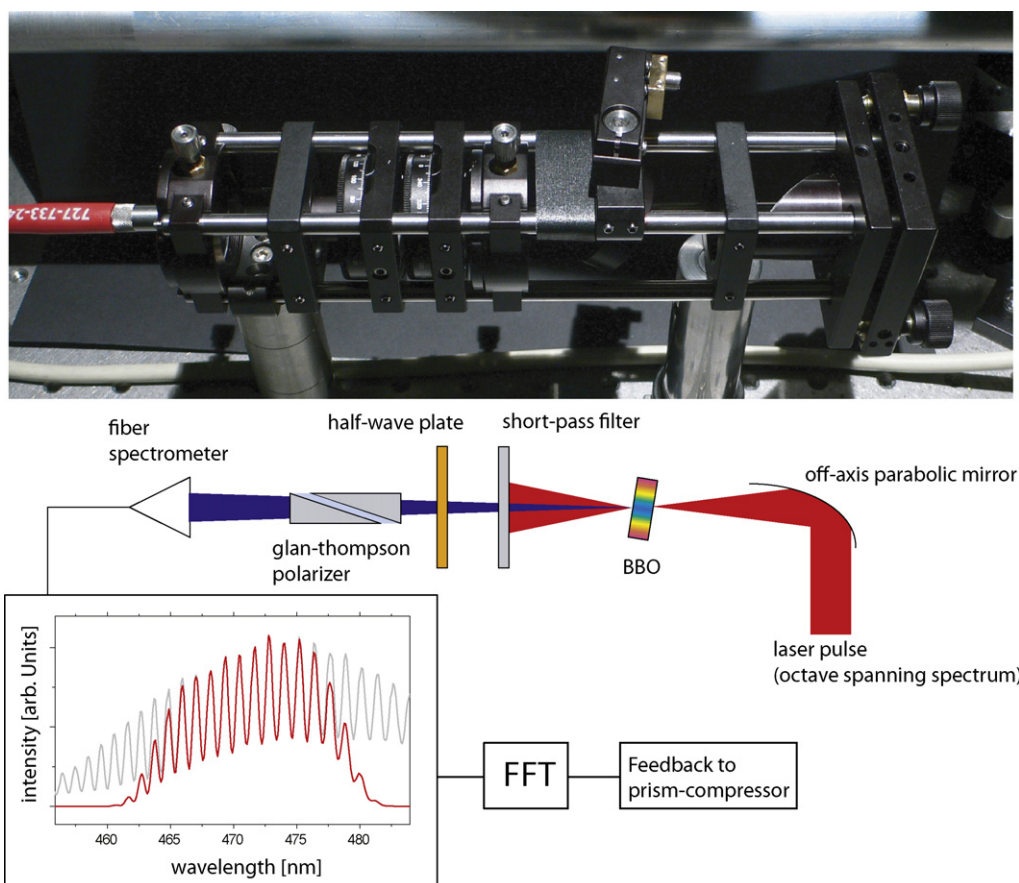 727-733-24
fiber
spectrometer
half-wave plate
short-pass filter
off-axis parabolic mirror
glan-thompson
polarizer
BBO
laser pulse
(octave spanning spectrum)
intensity [arb. Units]
460
465
470
475
480
wavelength [nm]
FFT
Feedback to
prism-compressor